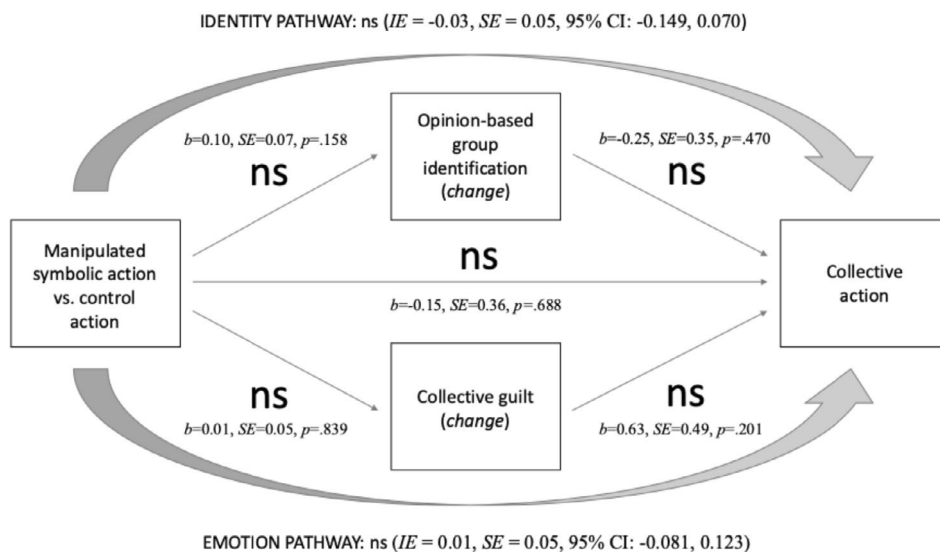 IDENTITY PATHWAY: ns (IE = -0.03, SE = 0.05, 95% CI: -0.149, 0.070)
b=0.10, SE=0.07, p=.158
ns
Opinion-based
group
identification
(change)
b=-0.25, SE=0.35, p=.470
ns
Manipulated
symbolic action
vs. control
action
ns
b=-0.15, SE=0.36, p=.688
Collective
action
ns
b=0.01, SE=0.05, p=.839
Collective guilt
(change)
ns
b=0.63, SE=0.49, p=.201
EMOTION PATHWAY: ns (IE = 0.01, SE = 0.05, 95% CI: -0.081, 0.123)